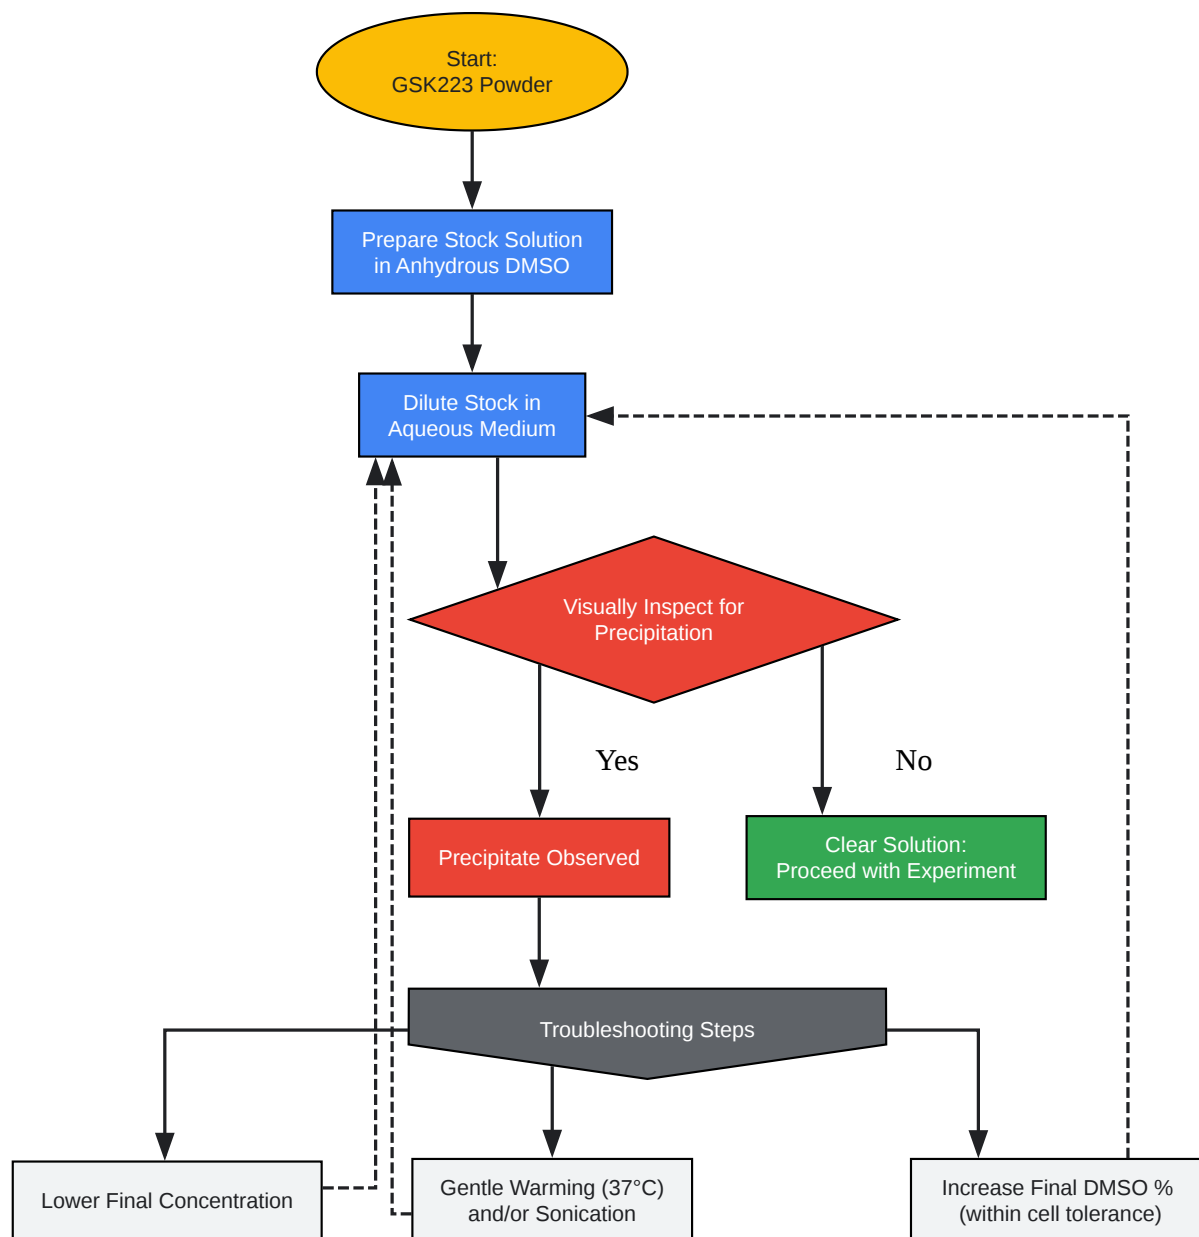 Start:
GSK223 Powder
Prepare Stock Solution
in Anhydrous DMSO
Dilute Stock in
Aqueous Medium
Visually Inspect for
Precipitation
Yes
No
Precipitate Observed
Clear Solution:
Proceed with Experiment
Troubleshooting Steps
Lower Final Concentration
Gentle Warming (37°C)
and/or Sonication
Increase Final DMSO %
(within cell tolerance)